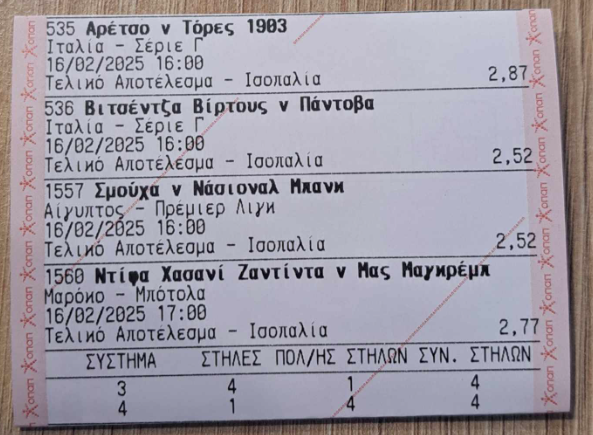 535 Αρέτσο v Τόρες 1903
Ιταλία - Σέριε Γ
16/02/2025 16:00
Τελικό Αποτέλεσμα - Ισοπαλία 2,87
536 Βιτσέντζα Βίρτους v Πάντοβα
Ιταλία - Σέριε Γ
16/02/2025 16:00
Τελικό Αποτέλεσμα - Ισοπαλία 2,52
1557 Σμούχα v Νάσιοναλ Μπανκ
Αίγυπτος - Πρέμιερ Λιγκ
16/02/2025 16:00
Τελικό Αποτέλεσμα - Ισοπαλία 2,52
1560 Ντίφα Χασανί Ζαντίντα v Μας Μαγκρέμπ
Μαρόκο - Μπότολα
16/02/2025 17:00
Τελικό Αποτέλεσμα - Ισοπαλία 2,77
ΣΥΣΤΗΜΑ ΣΤΗΛΕΣ ΠΟΛ/ΗΣ ΣΤΗΛΩΝ ΣΥΝ. ΣΤΗΛΩΝ
3 4 1 4
4 1 4 4